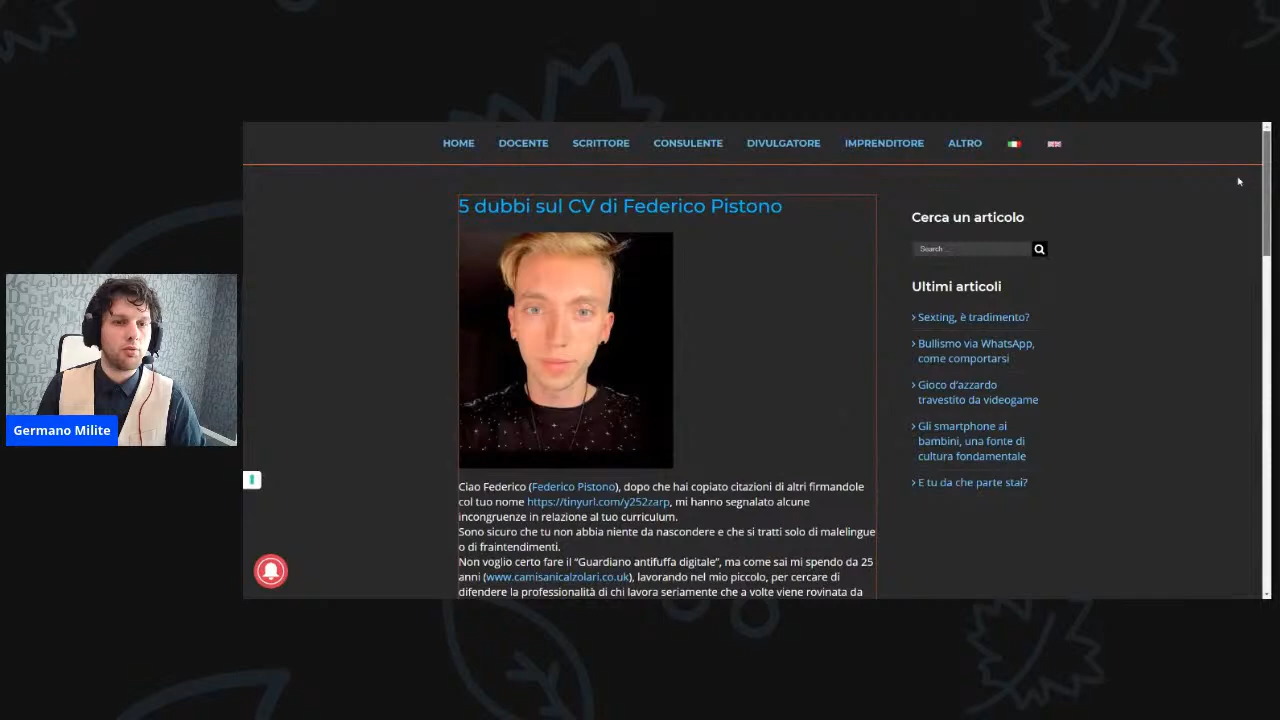 HOME DOCENTE SCRITTORE CONSULENTE DIVULGATORE IMPRENDITORE ALTRO
5 dubbi sul CV di Federico Pistono
Ciao Federico (Federico Pistono), dopo che hai copiato citazioni di altri firmandole
col tuo nome https://tinyurl.com/y252zarp, mi hanno segnalato alcune
incongruenze in relazione al tuo curriculum.
Sono sicuro che tu non abbia niente da nascondere e che si tratti solo di malelingue
o di fraintendimenti.
Non voglio certo fare il “Guardiano antifuffa digitale”, ma come sai mi spendo da 25
anni (www.camisanicalzolari.co.uk), lavorando nel mio piccolo, per cercare di
difendere la professionalità di chi lavora seriamente che a volte viene rovinata da
Cerca un articolo
Search ...
Ultimi articoli
Sexting, è tradimento?
Bullismo via WhatsApp,
come comportarsi
Gioco d’azzardo
travestito da videogame
Gli smartphone ai
bambini, una fonte di
cultura fondamentale
E tu da che parte stai?
Germano Milite